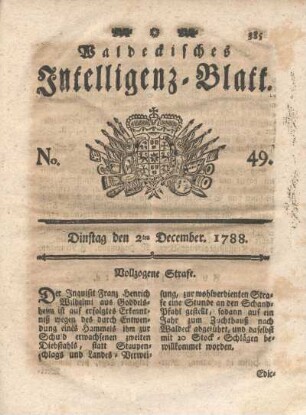 385
Waldeckisches
Intelligenz-Blatt.
No. 49.
Dinstag den 2ten December. 1788.
Vollzogene Strafe.
Der Inquisit Franz Henrich
Wilhelmi aus Goddels-
heim ist auf erfolgtes Erkennt-
niß wegen des durch Entwen-
dung eines Hammels ihm zur
Schuld erwachsenen zweiten
Diebstahls, statt Staupen-
schlags und Landes-Verwei-
sung, zur wohlverdienten Stra-
fe eine Stunde an den Schand-
Pfahl gestellt, sodann auf ein
Jahr zum Zuchthauß nach
Waldeck abgeführt, und daselbst
mit 20 Stock-Schlägen be-
willkommet worden.
Edic-